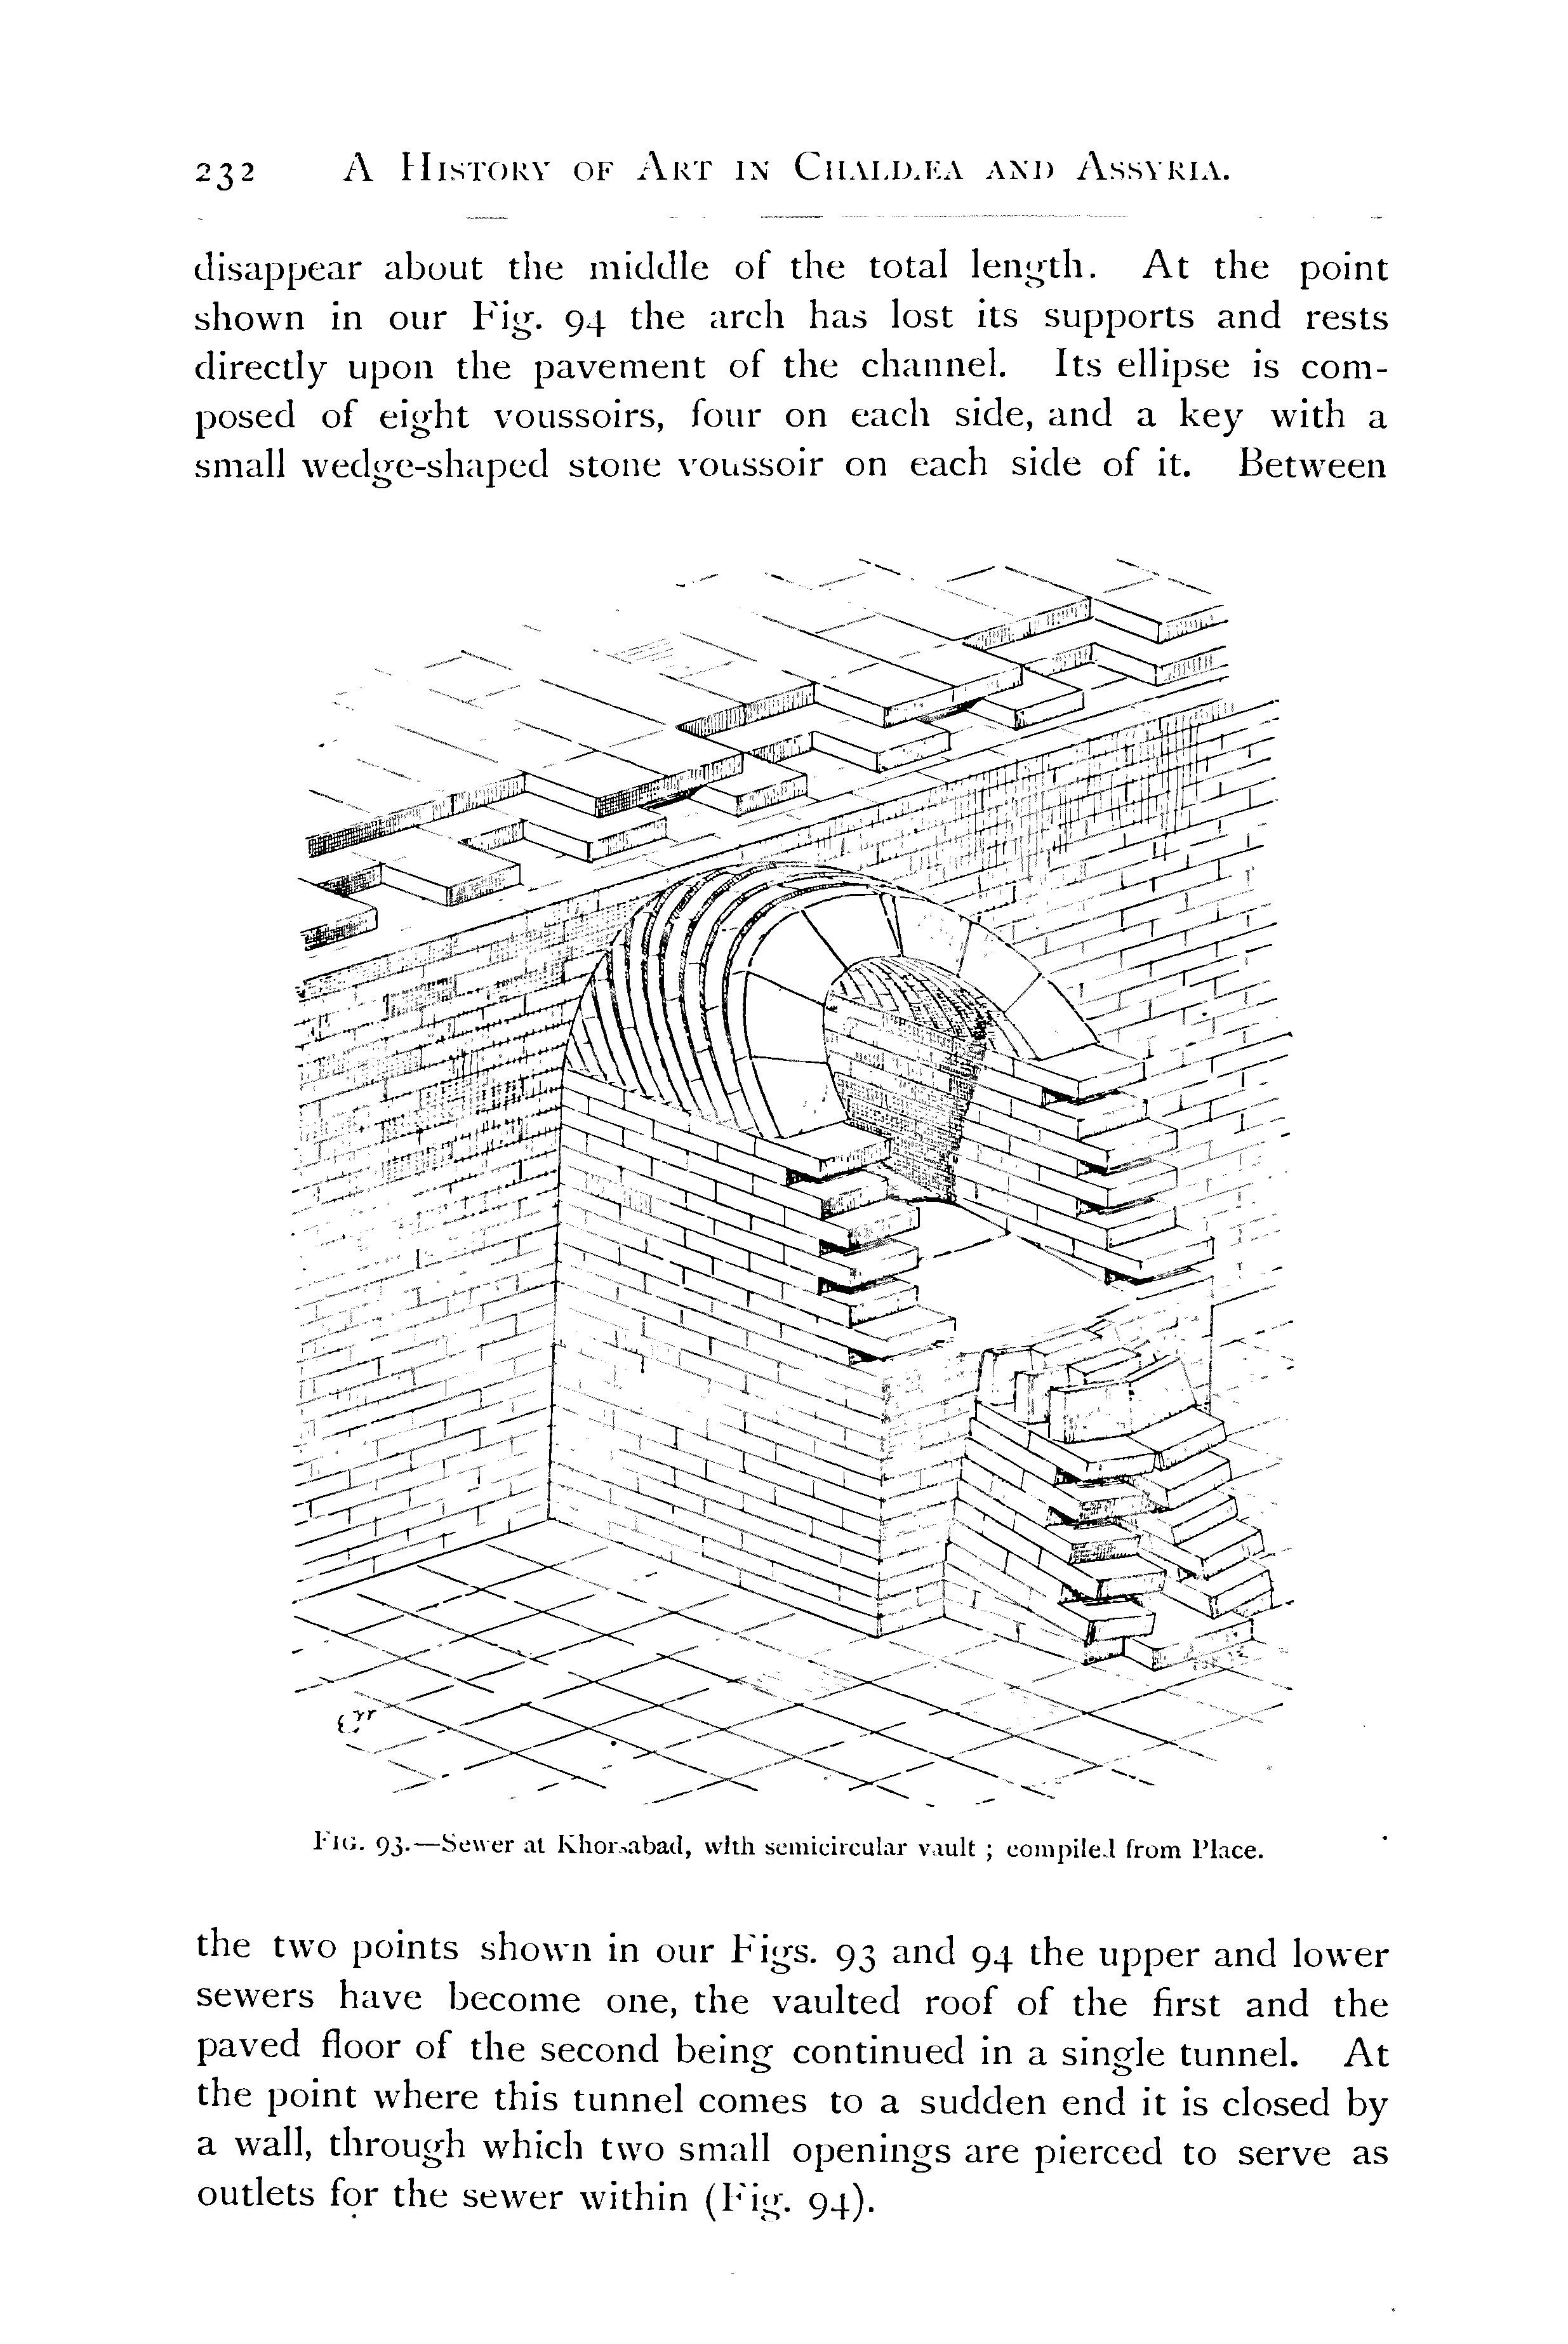 232 A History of Art in Chaldæa and Assyria.
disappear about the middle of the total length. At the point
shown in our Fig. 94 the arch has lost its supports and rests
directly upon the pavement of the channel. Its ellipse is com-
posed of eight voussoirs, four on each side, and a key with a
small wedge-shaped stone voussoir on each side of it. Between
Fig. 93.—Sewer at Khorsabad, with semicircular vault ; compiled from Place.
the two points shown in our Figs. 93 and 94 the upper and lower
sewers have become one, the vaulted roof of the first and the
paved floor of the second being continued in a single tunnel. At
the point where this tunnel comes to a sudden end it is closed by
a wall, through which two small openings are pierced to serve as
outlets for the sewer within (Fig. 94).